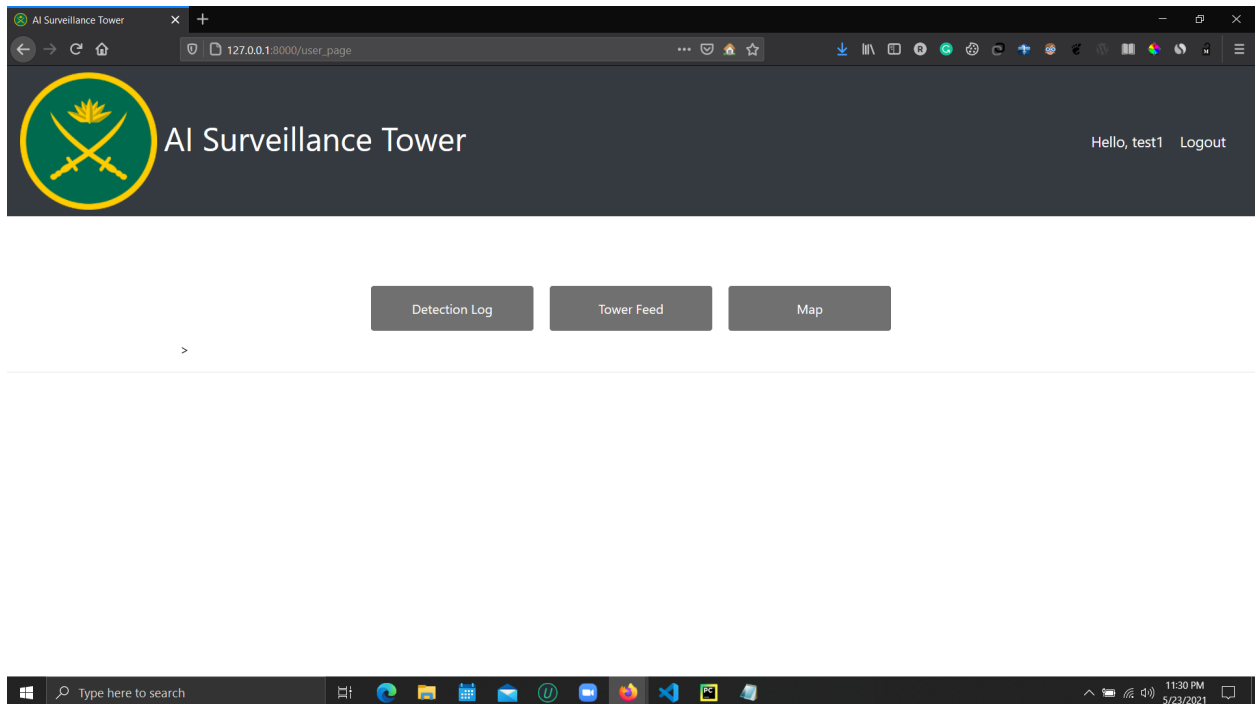 AI Surveillance Tower
127.0.0.1:8000/user_page
AI Surveillance Tower
Hello, test1 Logout
Detection Log Tower Feed Map
>
Type here to search
11:30 PM
5/23/2021